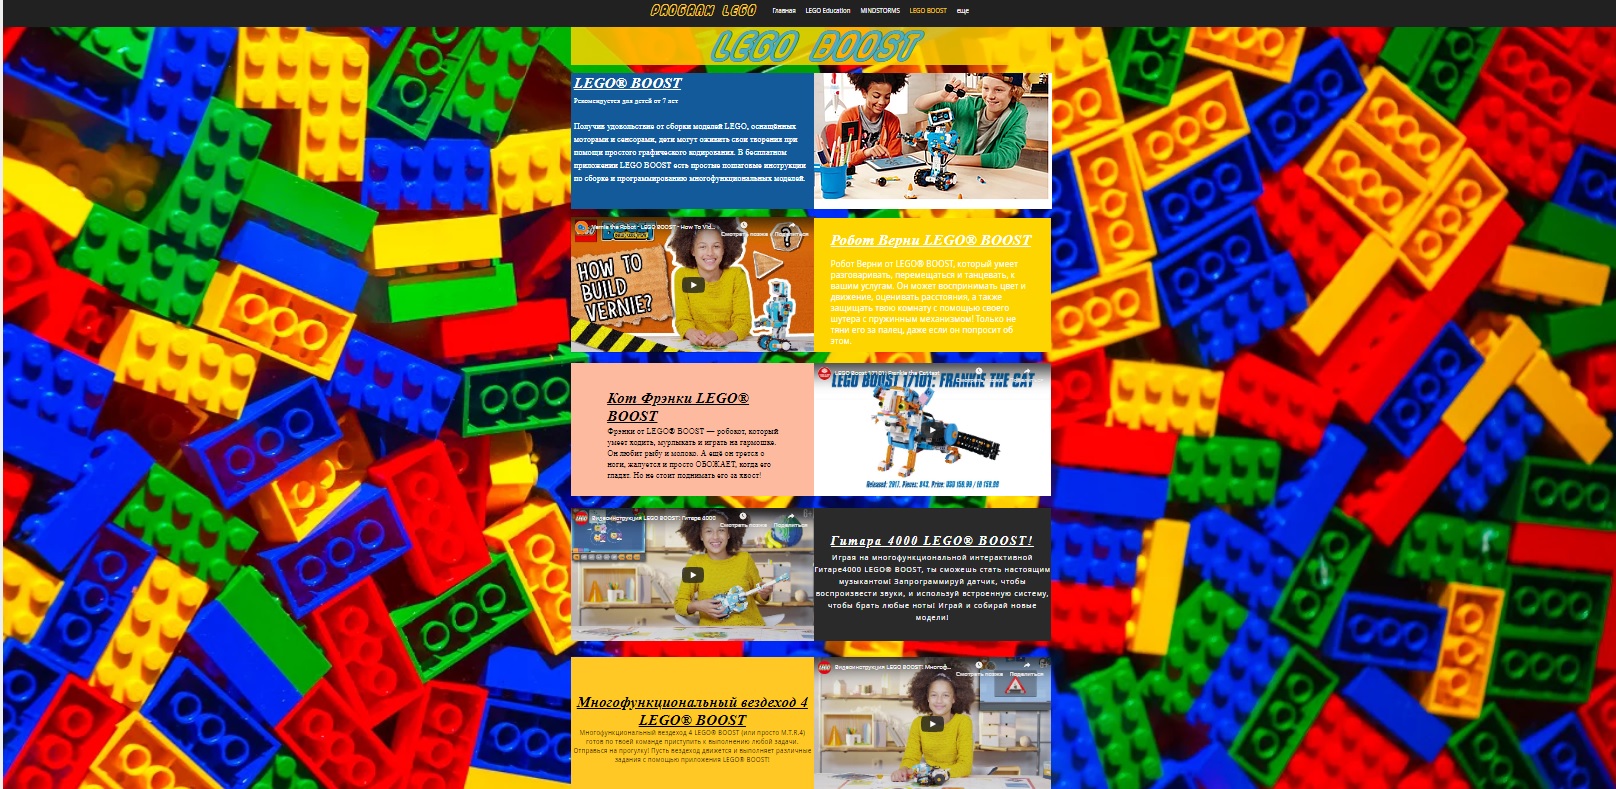 PROGRAM LEGO Главная LEGO Education MINDSTORMS LEGO BOOST еще
LEGO BOOST
LEGO® BOOST
Рекомендуется для детей от 7 лет
Получив удовольствие от сборки моделей LEGO, оснащённых
моторами и сенсорами, дети могут оживить свои творения при
помощи простого графического кодирования. В бесплатном
приложении LEGO BOOST есть простые пошаговые инструкции
по сборке и программированию многофункциональных моделей.
Vernie the Robot - LEGO BOOST - How To Vid...
Смотреть позже Поделиться
HOW TO
BUILD
VERNIE?
Робот Верни LEGO® BOOST
Робот Верни от LEGO® BOOST, который умеет
разговаривать, перемещаться и танцевать, к
вашим услугам. Он может воспринимать цвет и
движение, оценивать расстояния, а также
защищать твою комнату с помощью своего
шутера с пружинным механизмом! Только не
тяни его за палец, даже если он попросит об
этом.
Кот Фрэнки LEGO®
BOOST
Фрэнки от LEGO® BOOST — робокот, который
умеет ходить, мурлыкать и играть на гармошке.
Он любит рыбу и молоко. А ещё он трется о
ноги, жалуется и просто ОБОЖАЕТ, когда его
гладят. Но не стоит поднимать его за хвост!
LEGO Boost 17101: Frankie the Cat
LEGO BOOST 17101: FRANKIE THE CAT
Released: 2017. Pieces: 843. Price: USD 159.99 /
Видеоинструкция LEGO BOOST: Гитара 4000
Смотреть позже Поделиться
Гитара 4000 LEGO® BOOST!
Играя на многофункциональной интерактивной
Гитаре4000 LEGO® BOOST, ты сможешь стать настоящим
музыкантом! Запрограммируй датчик, чтобы
воспроизвести звуки, и используй встроенную систему,
чтобы брать любые ноты! Играй и собирай новые
модели!
Многофункциональный вездеход 4
LEGO® BOOST
Многофункциональный вездеход 4 LEGO® BOOST (или просто M.T.R.4)
готов по твоей команде приступить к выполнению любой задачи.
Отправься на прогулку! Пусть вездеход движется и выполняет различные
задания с помощью приложения LEGO® BOOST!
Видеоинструкция LEGO BOOST: Многоф...
Смотреть позже Поделиться